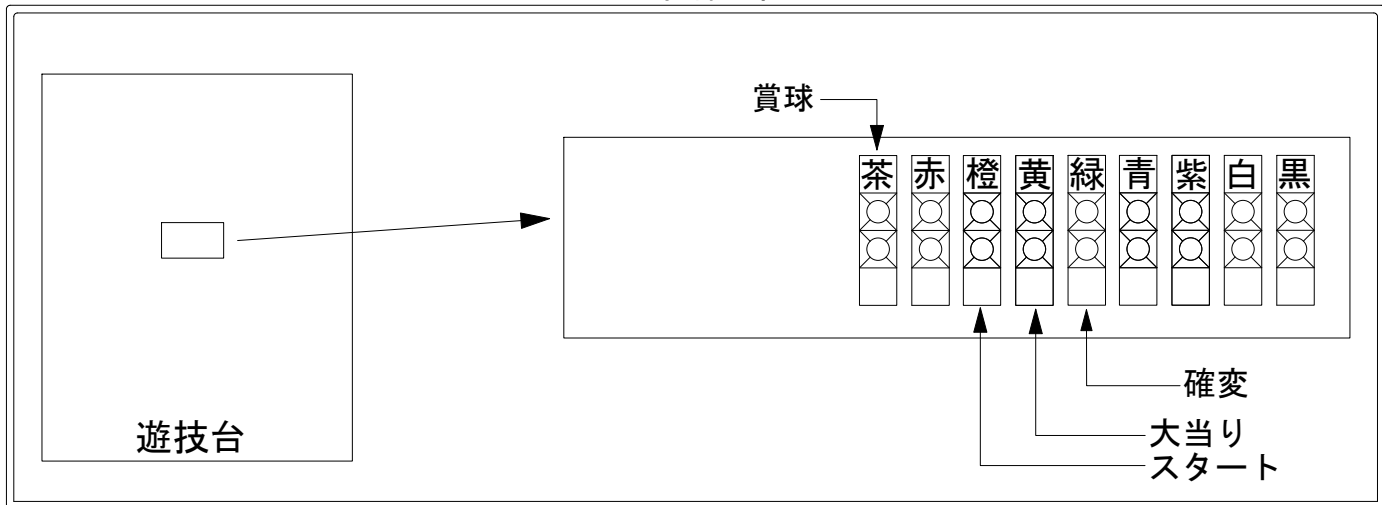 賞球
茶 赤 橙 黄 緑 青 紫 白 黒
確変
大当り
スタート
遊技台